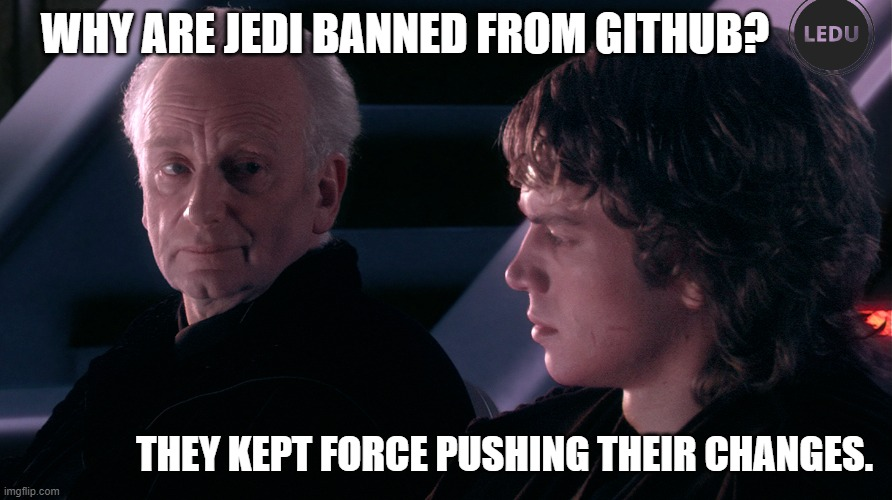 WHY ARE JEDI BANNED FROM GITHUB?
LEDU
THEY KEPT FORCE PUSHING THEIR CHANGES.
imgflip.com